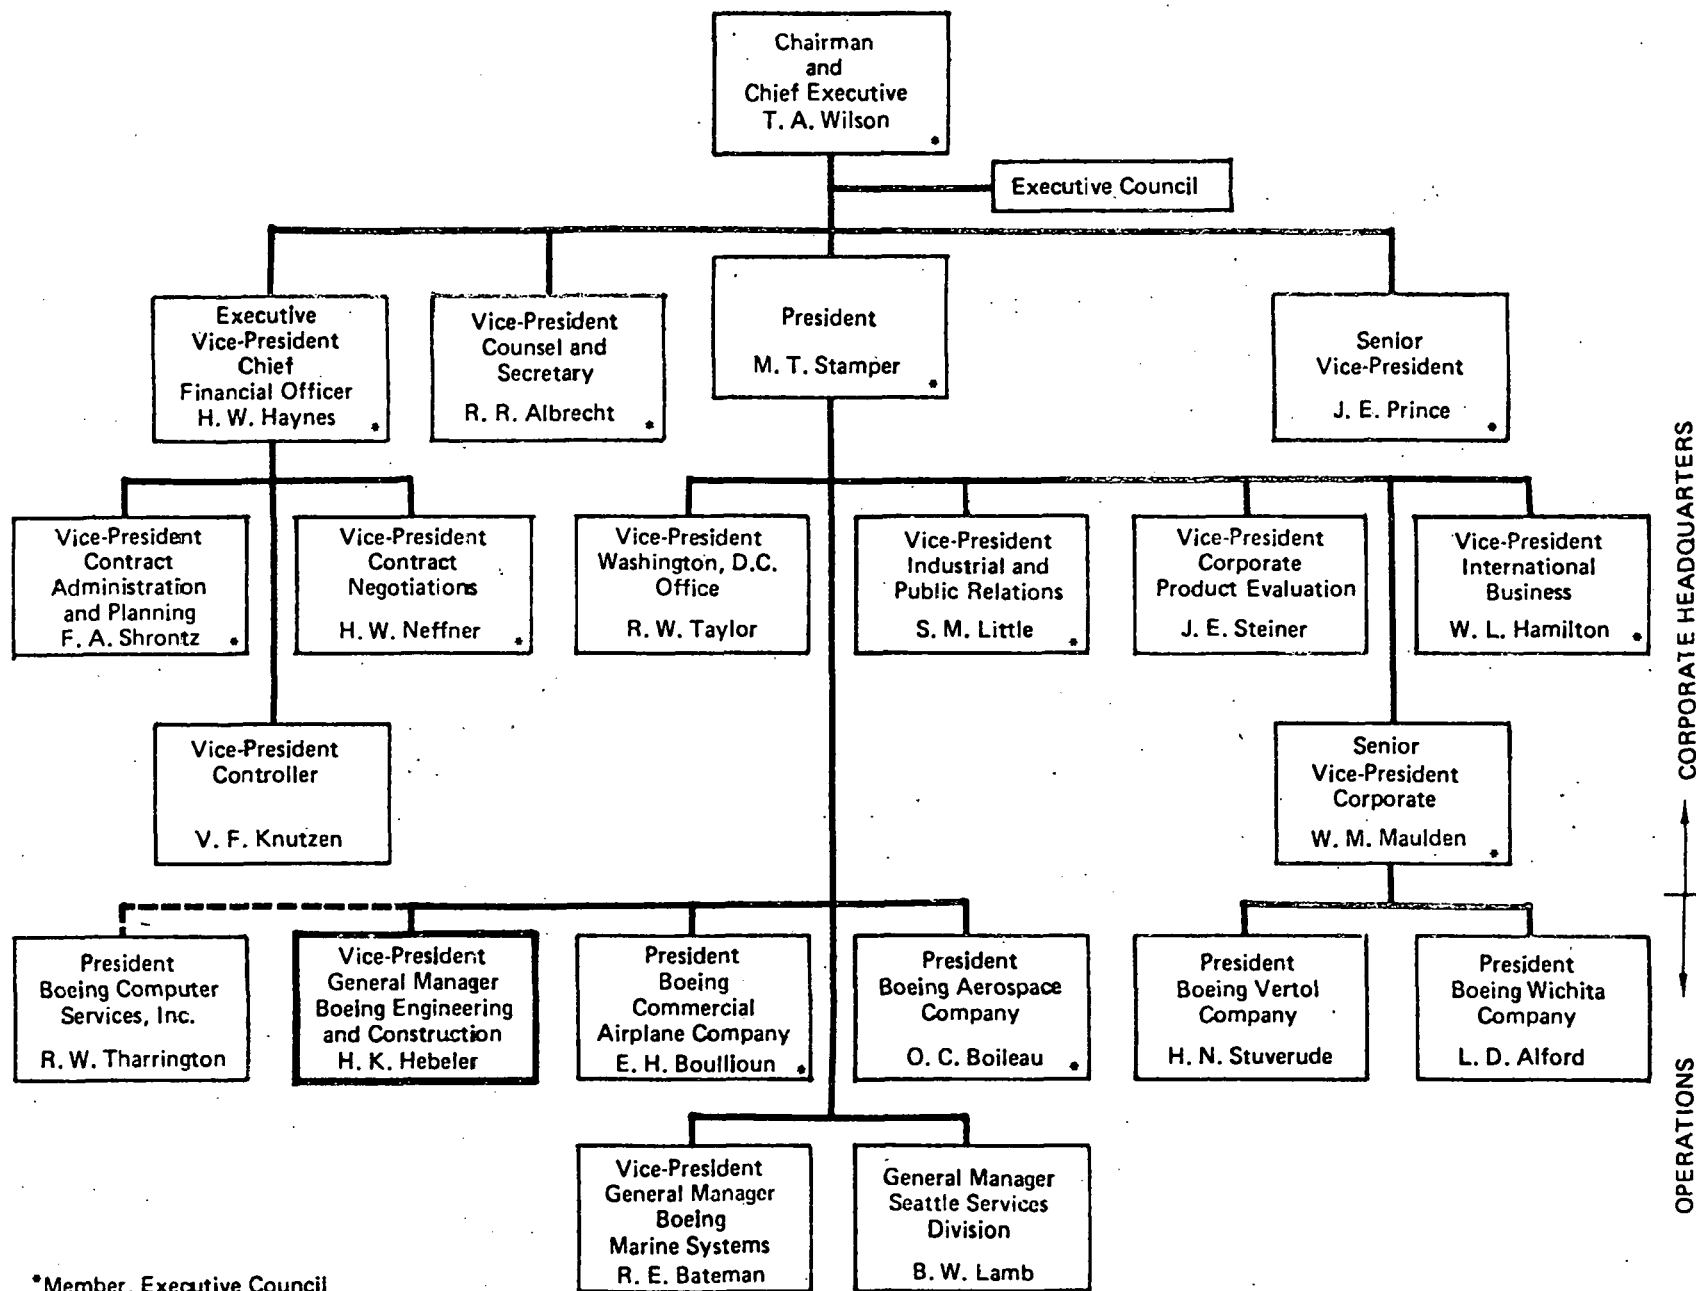 Chairman
and
Chief Executive
T. A. Wilson
*
Executive Council
Executive
Vice-President
Chief
Financial Officer
H. W. Haynes
*
Vice-President
Counsel and
Secretary
R. R. Albrecht
*
President
M. T. Stamper
*
Senior
Vice-President
J. E. Prince
*
Vice-President
Contract
Administration
and Planning
F. A. Shrontz
*
Vice-President
Contract
Negotiations
H. W. Neffner
*
Vice-President
Washington, D.C.
Office
R. W. Taylor
Vice-President
Industrial and
Public Relations
S. M. Little
*
Vice-President
Corporate
Product Evaluation
J. E. Steiner
Vice-President
International
Business
W. L. Hamilton
*
Vice-President
Controller
V. F. Knutzen
Senior
Vice-President
Corporate
W. M. Maulden
*
CORPORATE HEADQUARTERS
President
Boeing Computer
Services, Inc.
R. W. Tharrington
Vice-President
General Manager
Boeing Engineering
and Construction
H. K. Hebeler
President
Boeing
Commercial
Airplane Company
E. H. Boullioun
*
President
Boeing Aerospace
Company
O. C. Boileau
*
President
Boeing Vertol
Company
H. N. Stuverude
President
Boeing Wichita
Company
L. D. Alford
OPERATIONS
Vice-President
General Manager
Boeing
Marine Systems
R. E. Bateman
General Manager
Seattle Services
Division
B. W. Lamb
*Member, Executive Council